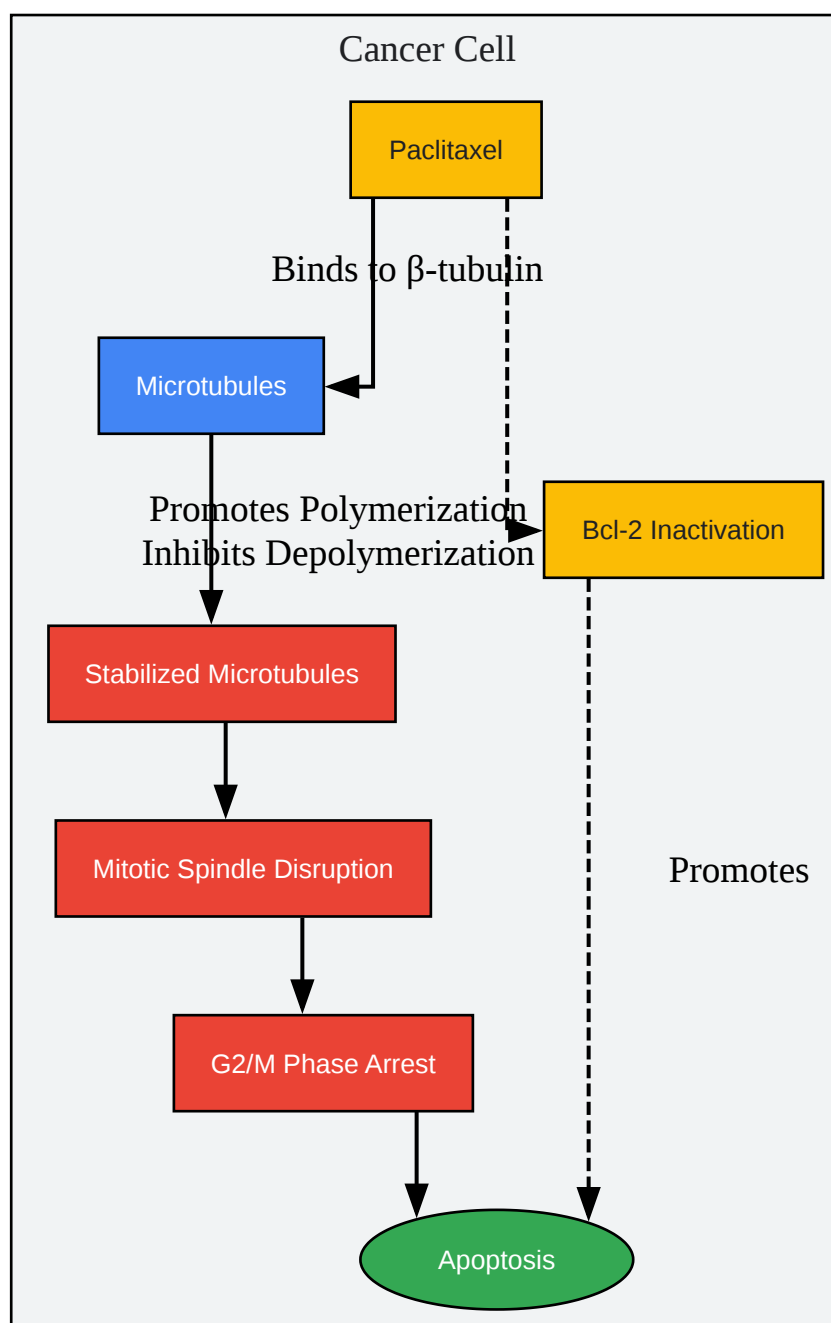 Cancer Cell
Paclitaxel
Binds to β-tubulin
Microtubules
Promotes Polymerization
Inhibits Depolymerization
Bcl-2 Inactivation
Stabilized Microtubules
Mitotic Spindle Disruption
Promotes
G2/M Phase Arrest
Apoptosis